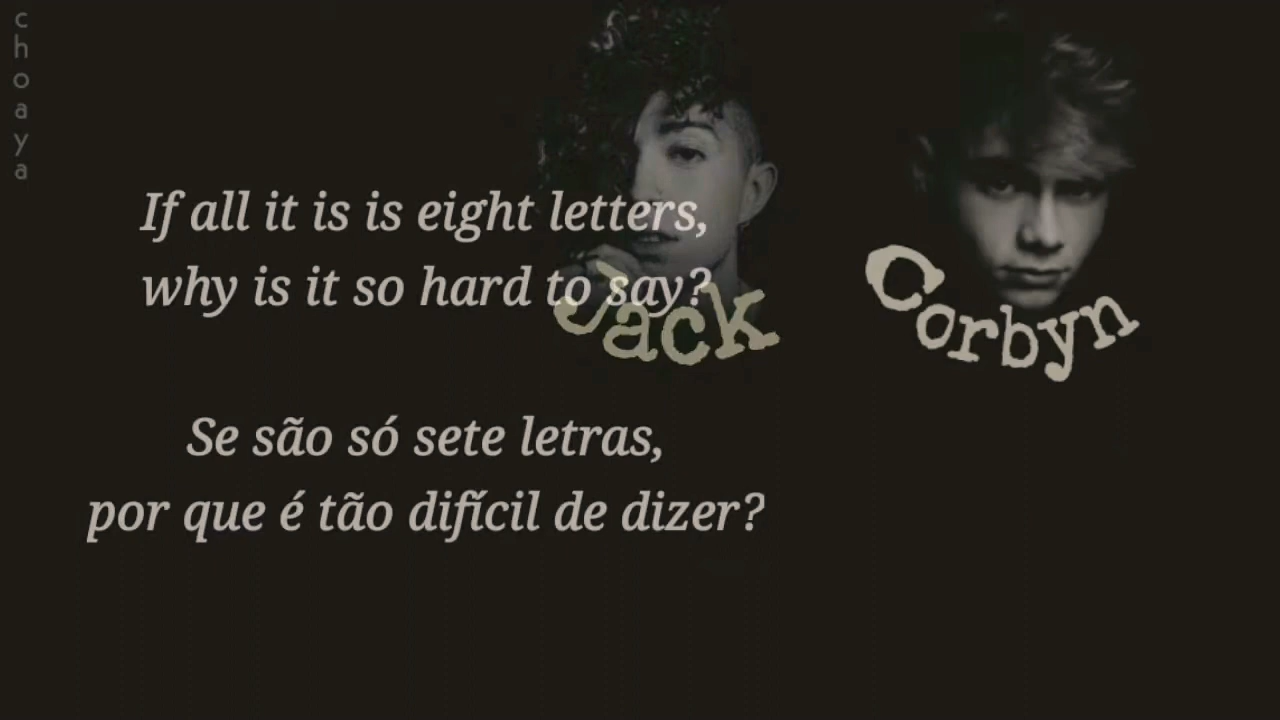 choaya
If all it is is eight letters,
why is it so hard to say?
Jack
Corbyn
Se são só sete letras,
por que é tão difícil de dizer?